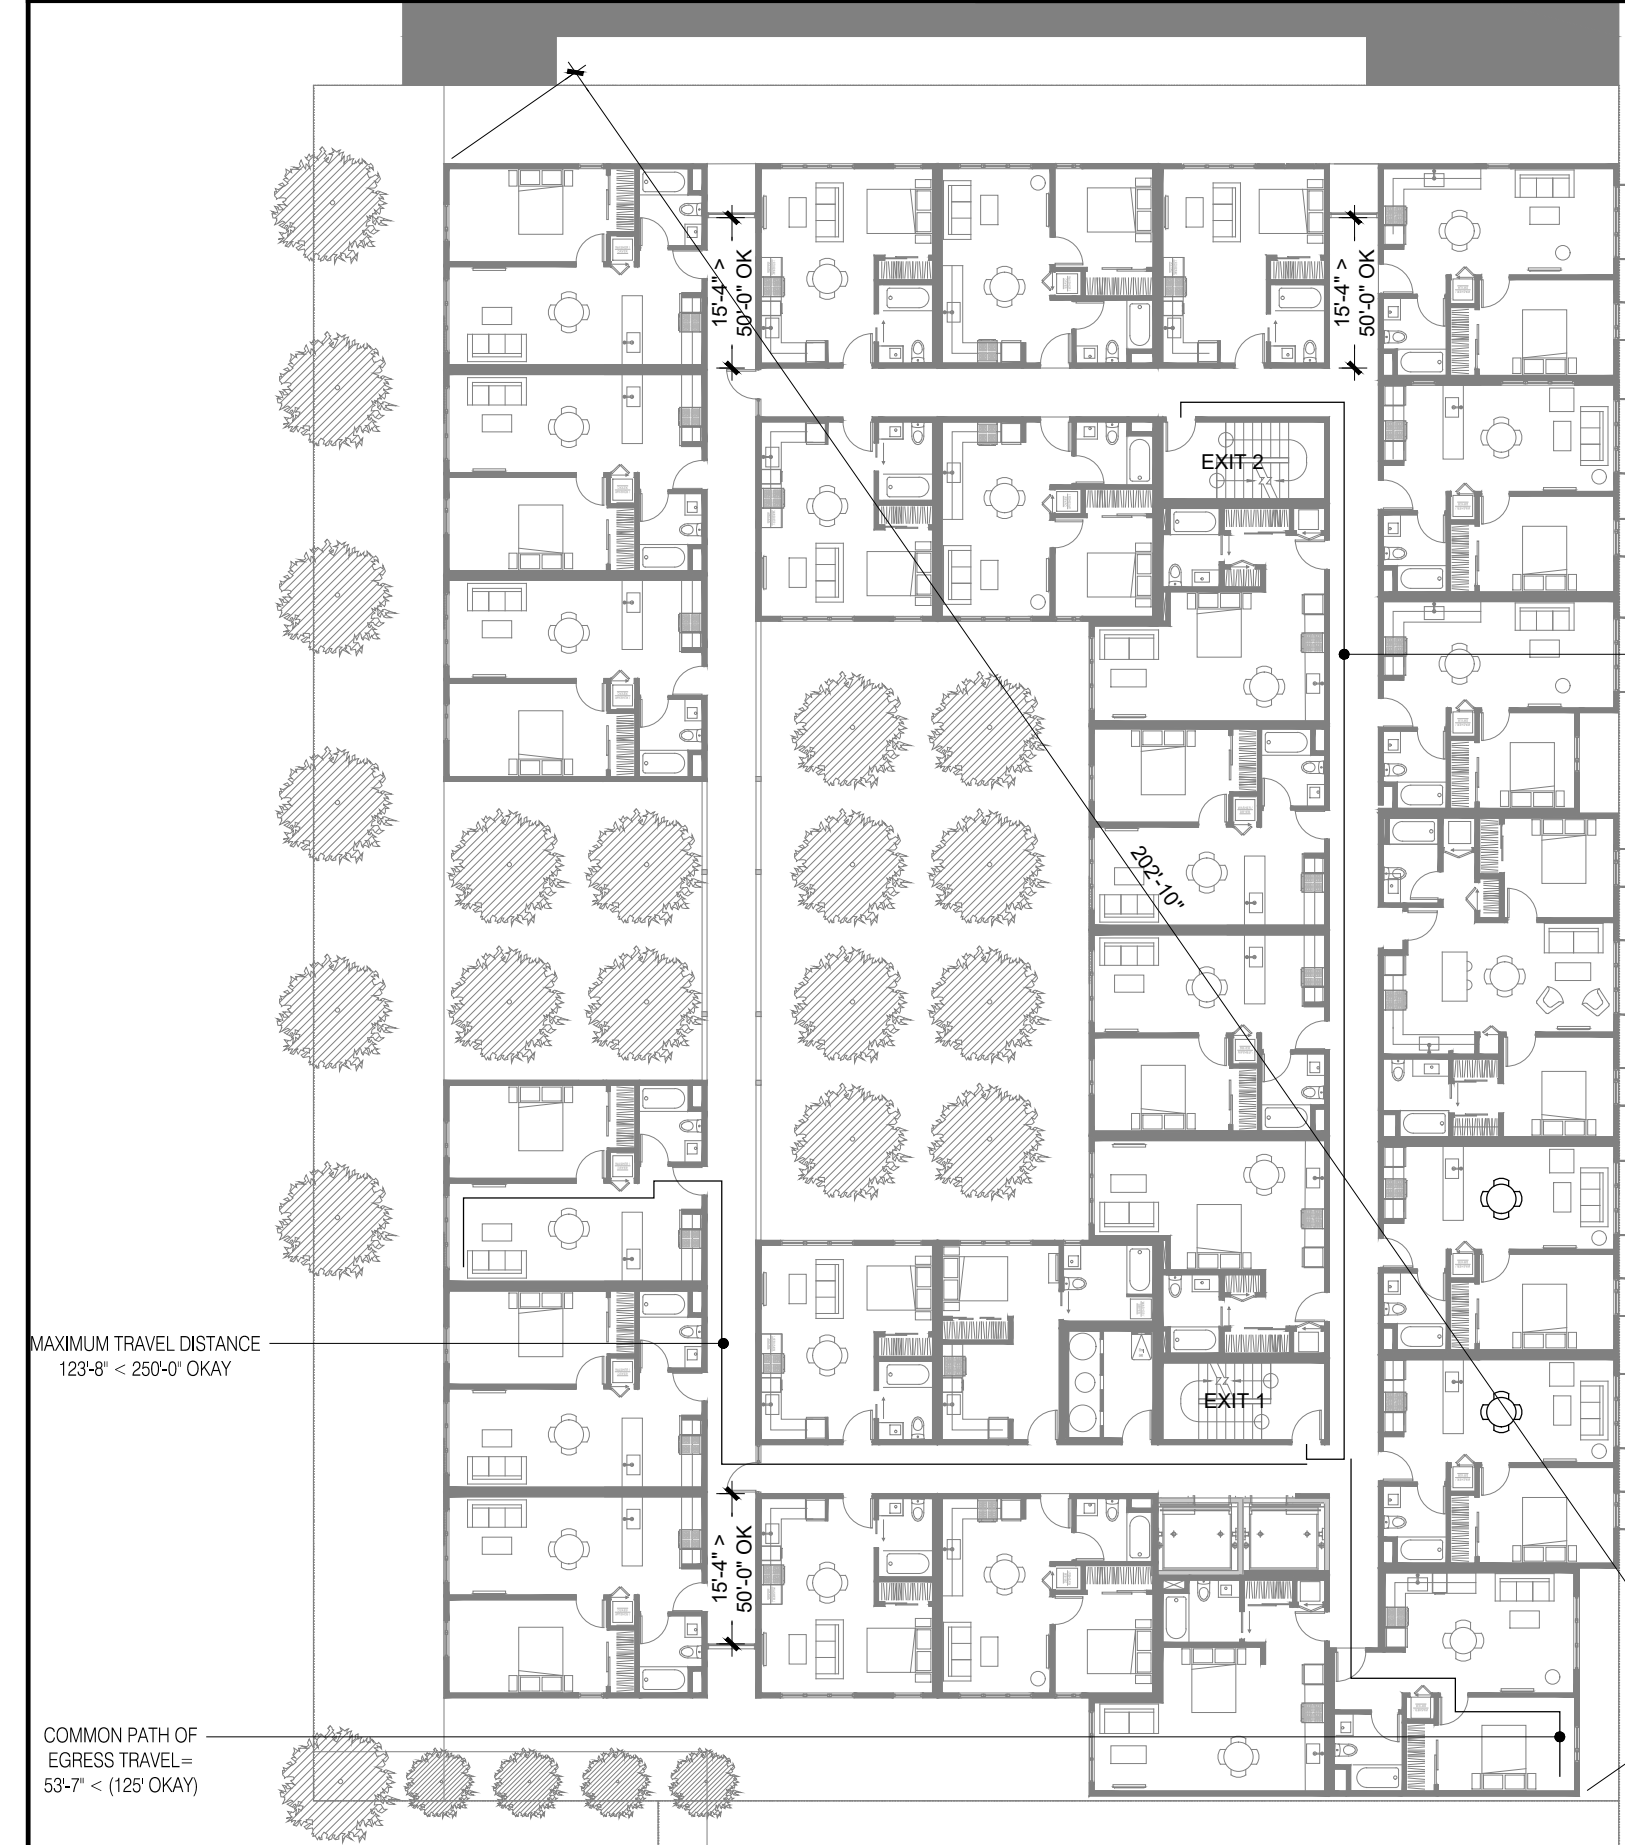 15'-4" >
50'-0" OK
15'-4" >
50'-0" OK
EXIT 2
202'-10"
MAXIMUM TRAVEL DISTANCE
123'-8" < 250'-0" OKAY
EXIT 1
15'-4" >
50'-0" OK
COMMON PATH OF
EGRESS TRAVEL=
53'-7" < (125' OKAY)